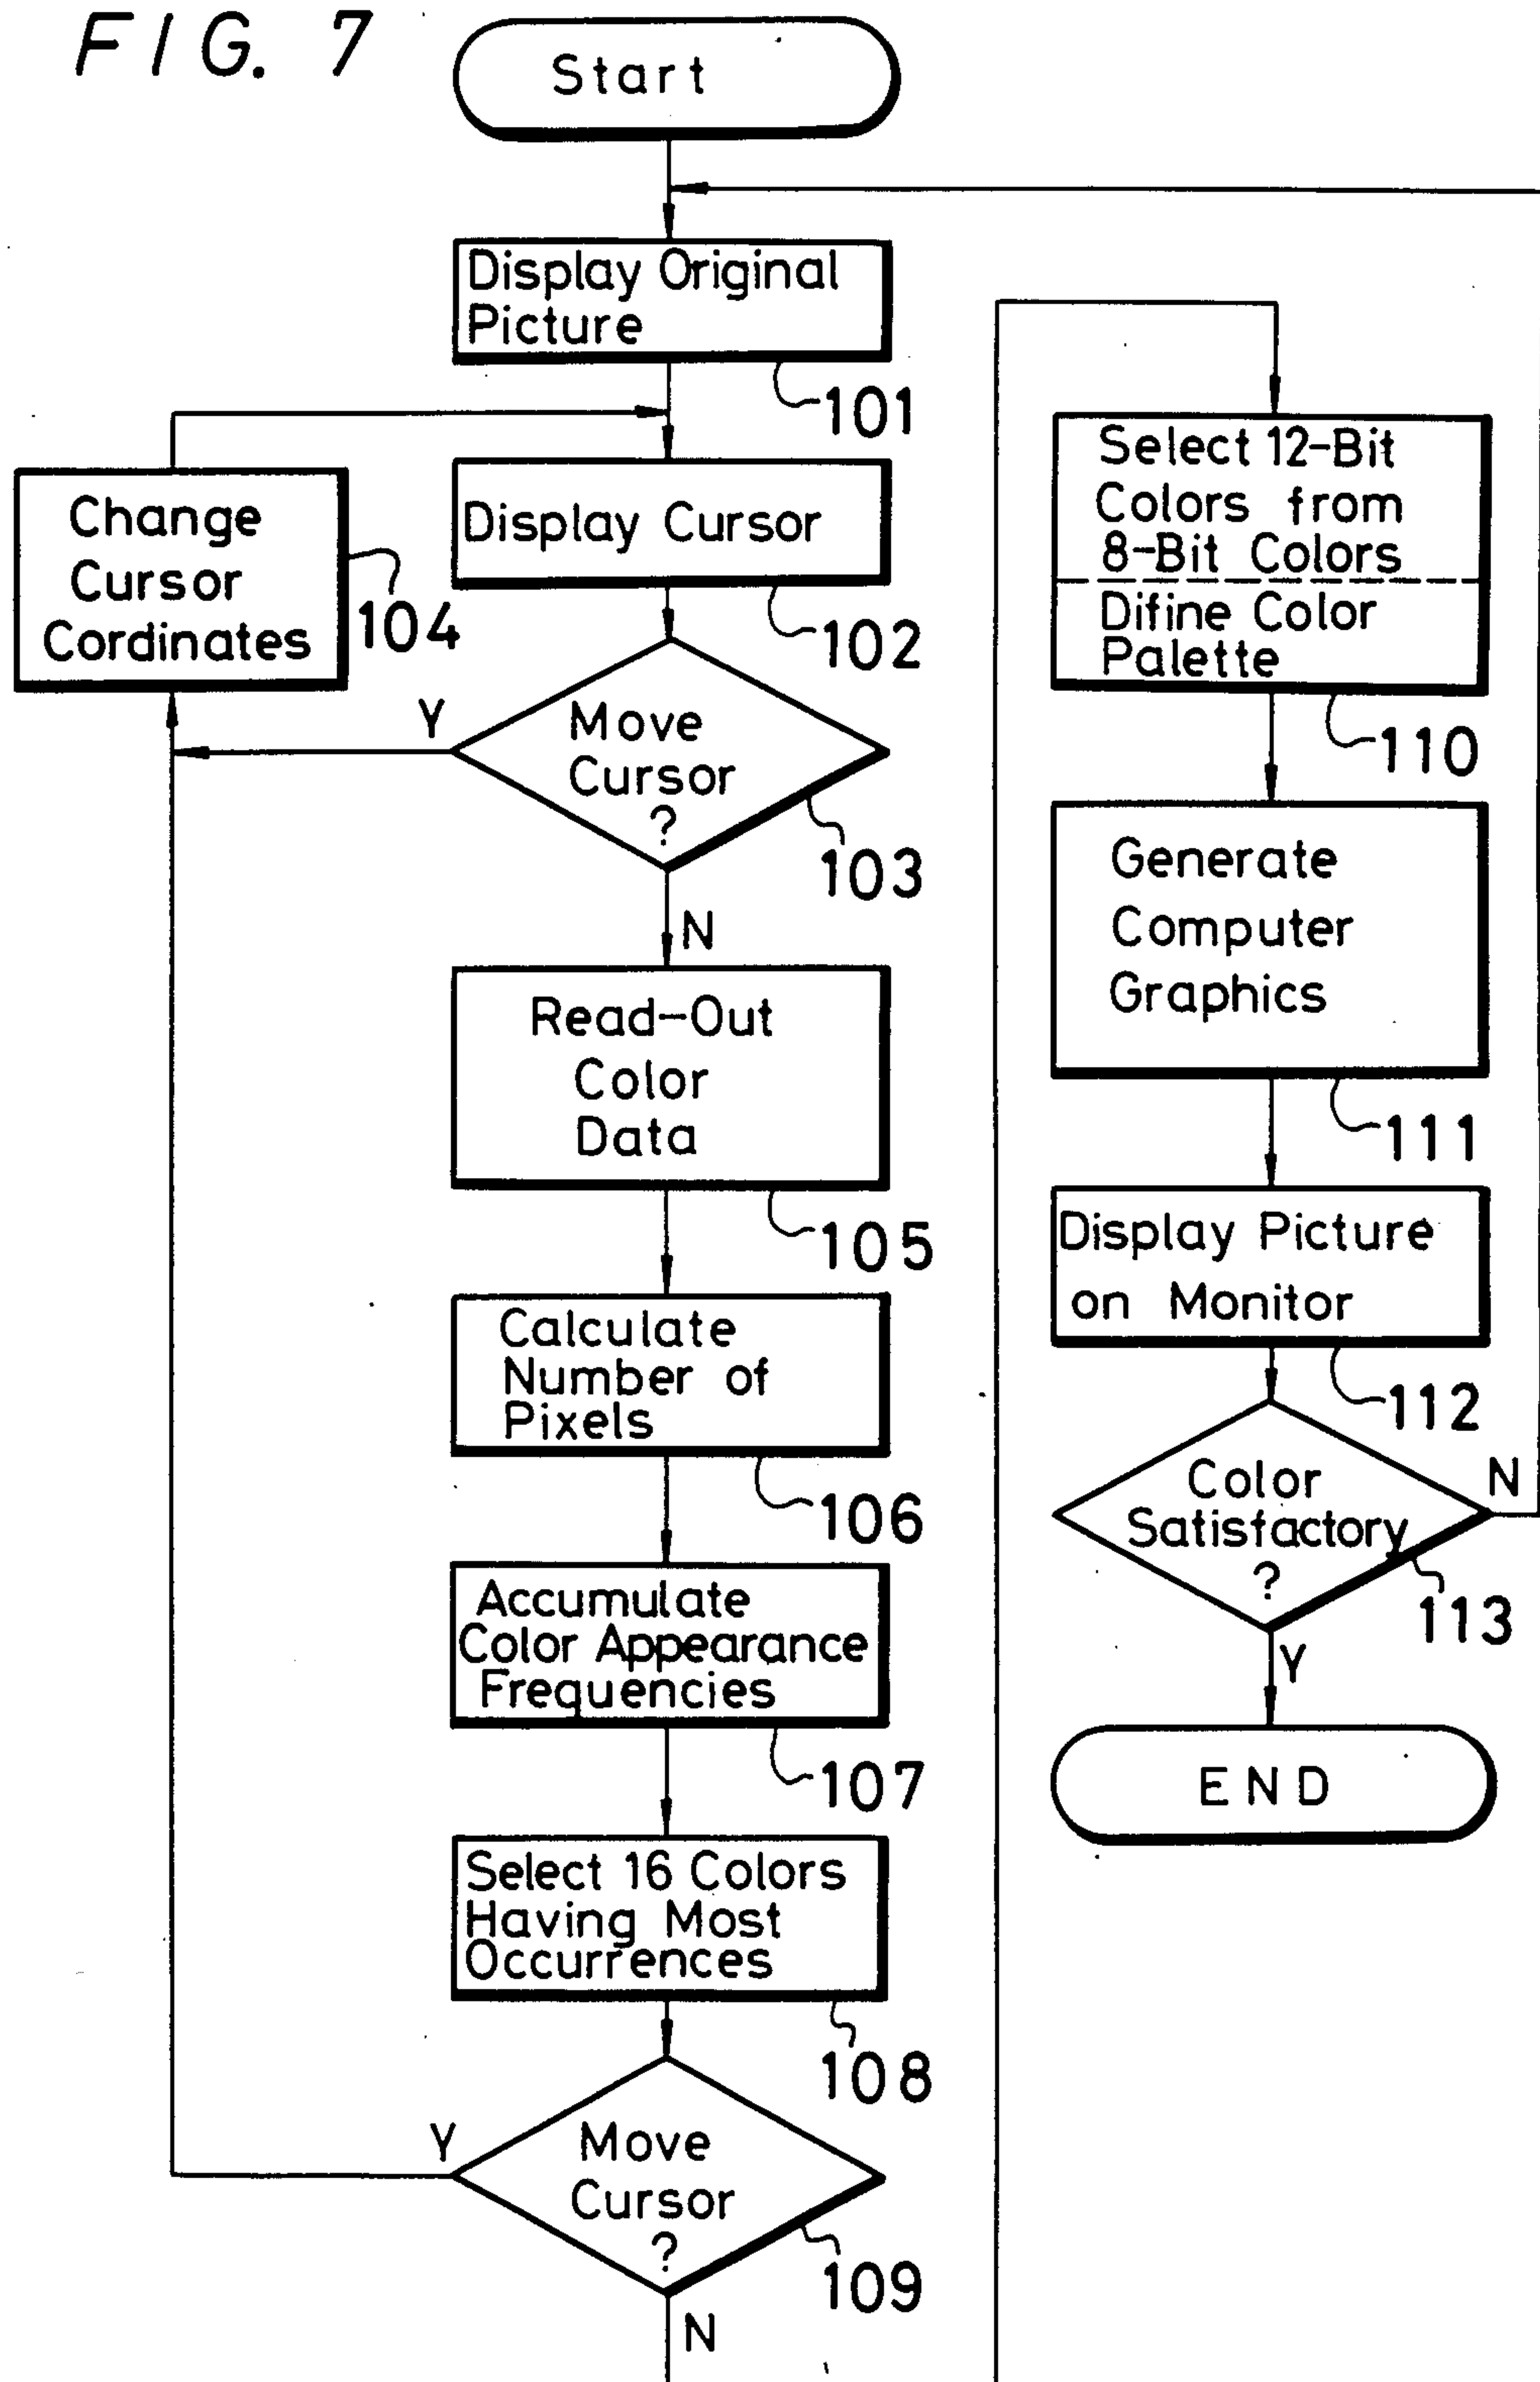 FIG. 7
Start
Display Original
Picture
101
Display Cursor
102
Change
Cursor
Cordinates
104
Y
Move
Cursor
?
103
N
Read-Out
Color
Data
105
Calculate
Number of
Pixels
106
Accumulate
Color Appearance
Frequencies
107
Select 16 Colors
Having Most
Occurrences
108
Y
Move
Cursor
?
109
N
Select 12-Bit
Colors from
8-Bit Colors
Difine Color
Palette
110
Generate
Computer
Graphics
111
Display Picture
on Monitor
112
Color
Satisfactory
?
N
113
Y
END